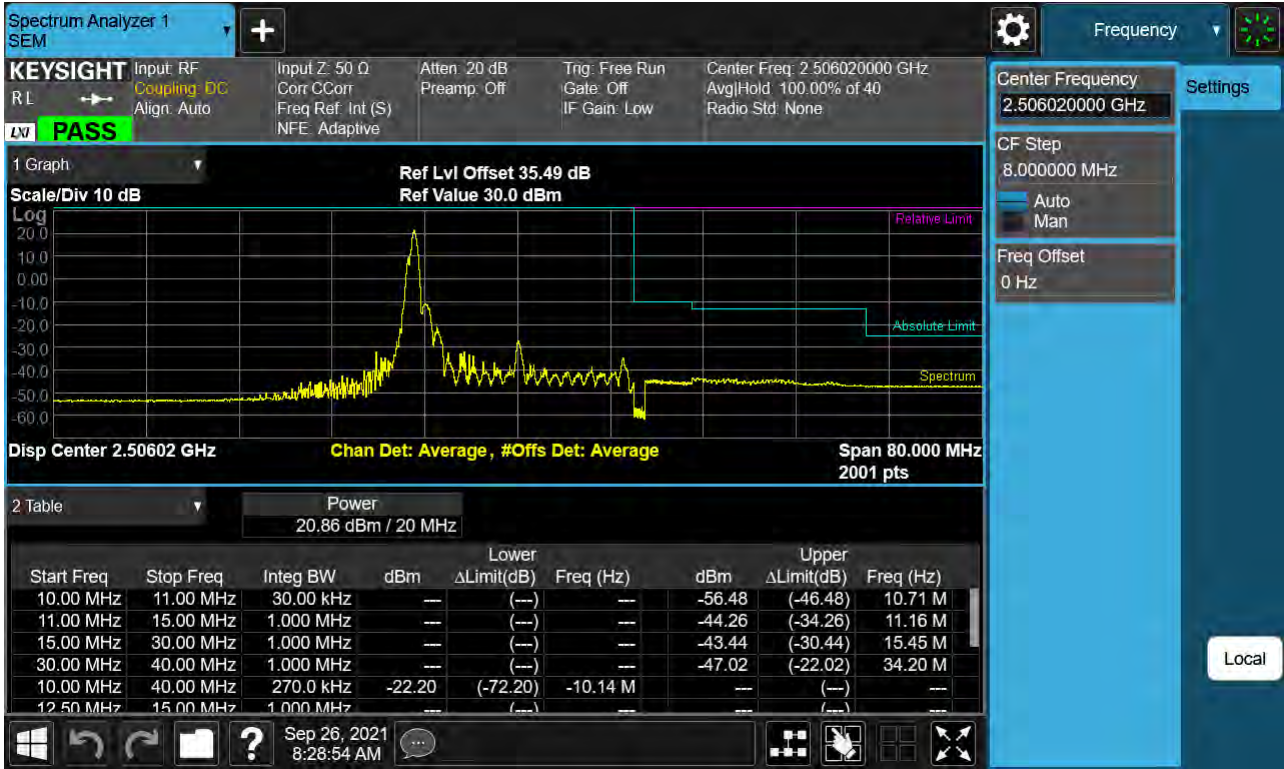 Spectrum Analyzer 1
SEM
Frequency
KEYSIGHT
R L
LXI PASS
Input: RF
Coupling: DC
Align: Auto
Input Z: 50 Ω
Corr CCorr
Freq Ref: Int (S)
NFE: Adaptive
Atten: 20 dB
Preamp: Off
Trig: Free Run
Gate: Off
IF Gain: Low
Center Freq: 2.506020000 GHz
Avg|Hold: 100.00% of 40
Radio Std: None
Center Frequency
2.506020000 GHz
Settings
CF Step
8.000000 MHz
Auto
Man
Freq Offset
0 Hz
Local
1 Graph
Scale/Div 10 dB
Ref Lvl Offset 35.49 dB
Ref Value 30.0 dBm
Log
20.0
10.0
0.00
-10.0
-20.0
-30.0
-40.0
-50.0
-60.0
Relative Limit
Absolute Limit
Spectrum
Disp Center 2.50602 GHz
Chan Det: Average, #Offs Det: Average
Span 80.000 MHz
2001 pts
2 Table
Power
20.86 dBm / 20 MHz
Lower Upper
Start Freq Stop Freq Integ BW dBm ΔLimit(dB) Freq (Hz) dBm ΔLimit(dB) Freq (Hz)
10.00 MHz 11.00 MHz 30.00 kHz --- (---) --- -56.48 (-46.48) 10.71 M
11.00 MHz 15.00 MHz 1.000 MHz --- (---) --- -44.26 (-34.26) 11.16 M
15.00 MHz 30.00 MHz 1.000 MHz --- (---) --- -43.44 (-30.44) 15.45 M
30.00 MHz 40.00 MHz 1.000 MHz --- (---) --- -47.02 (-22.02) 34.20 M
10.00 MHz 40.00 MHz 270.0 kHz -22.20 (-72.20) -10.14 M --- (---) ---
12.50 MHz 15.00 MHz 1.000 MHz --- (---) --- --- (---) ---
Sep 26, 2021
8:28:54 AM